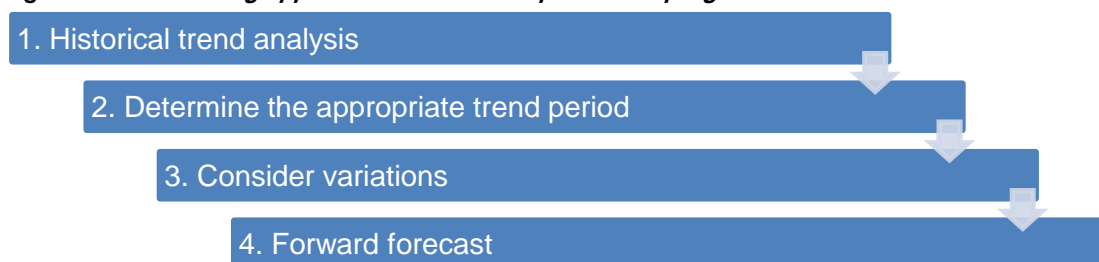 1. Historical trend analysis
2. Determine the appropriate trend period
3. Consider variations
4. Forward forecast